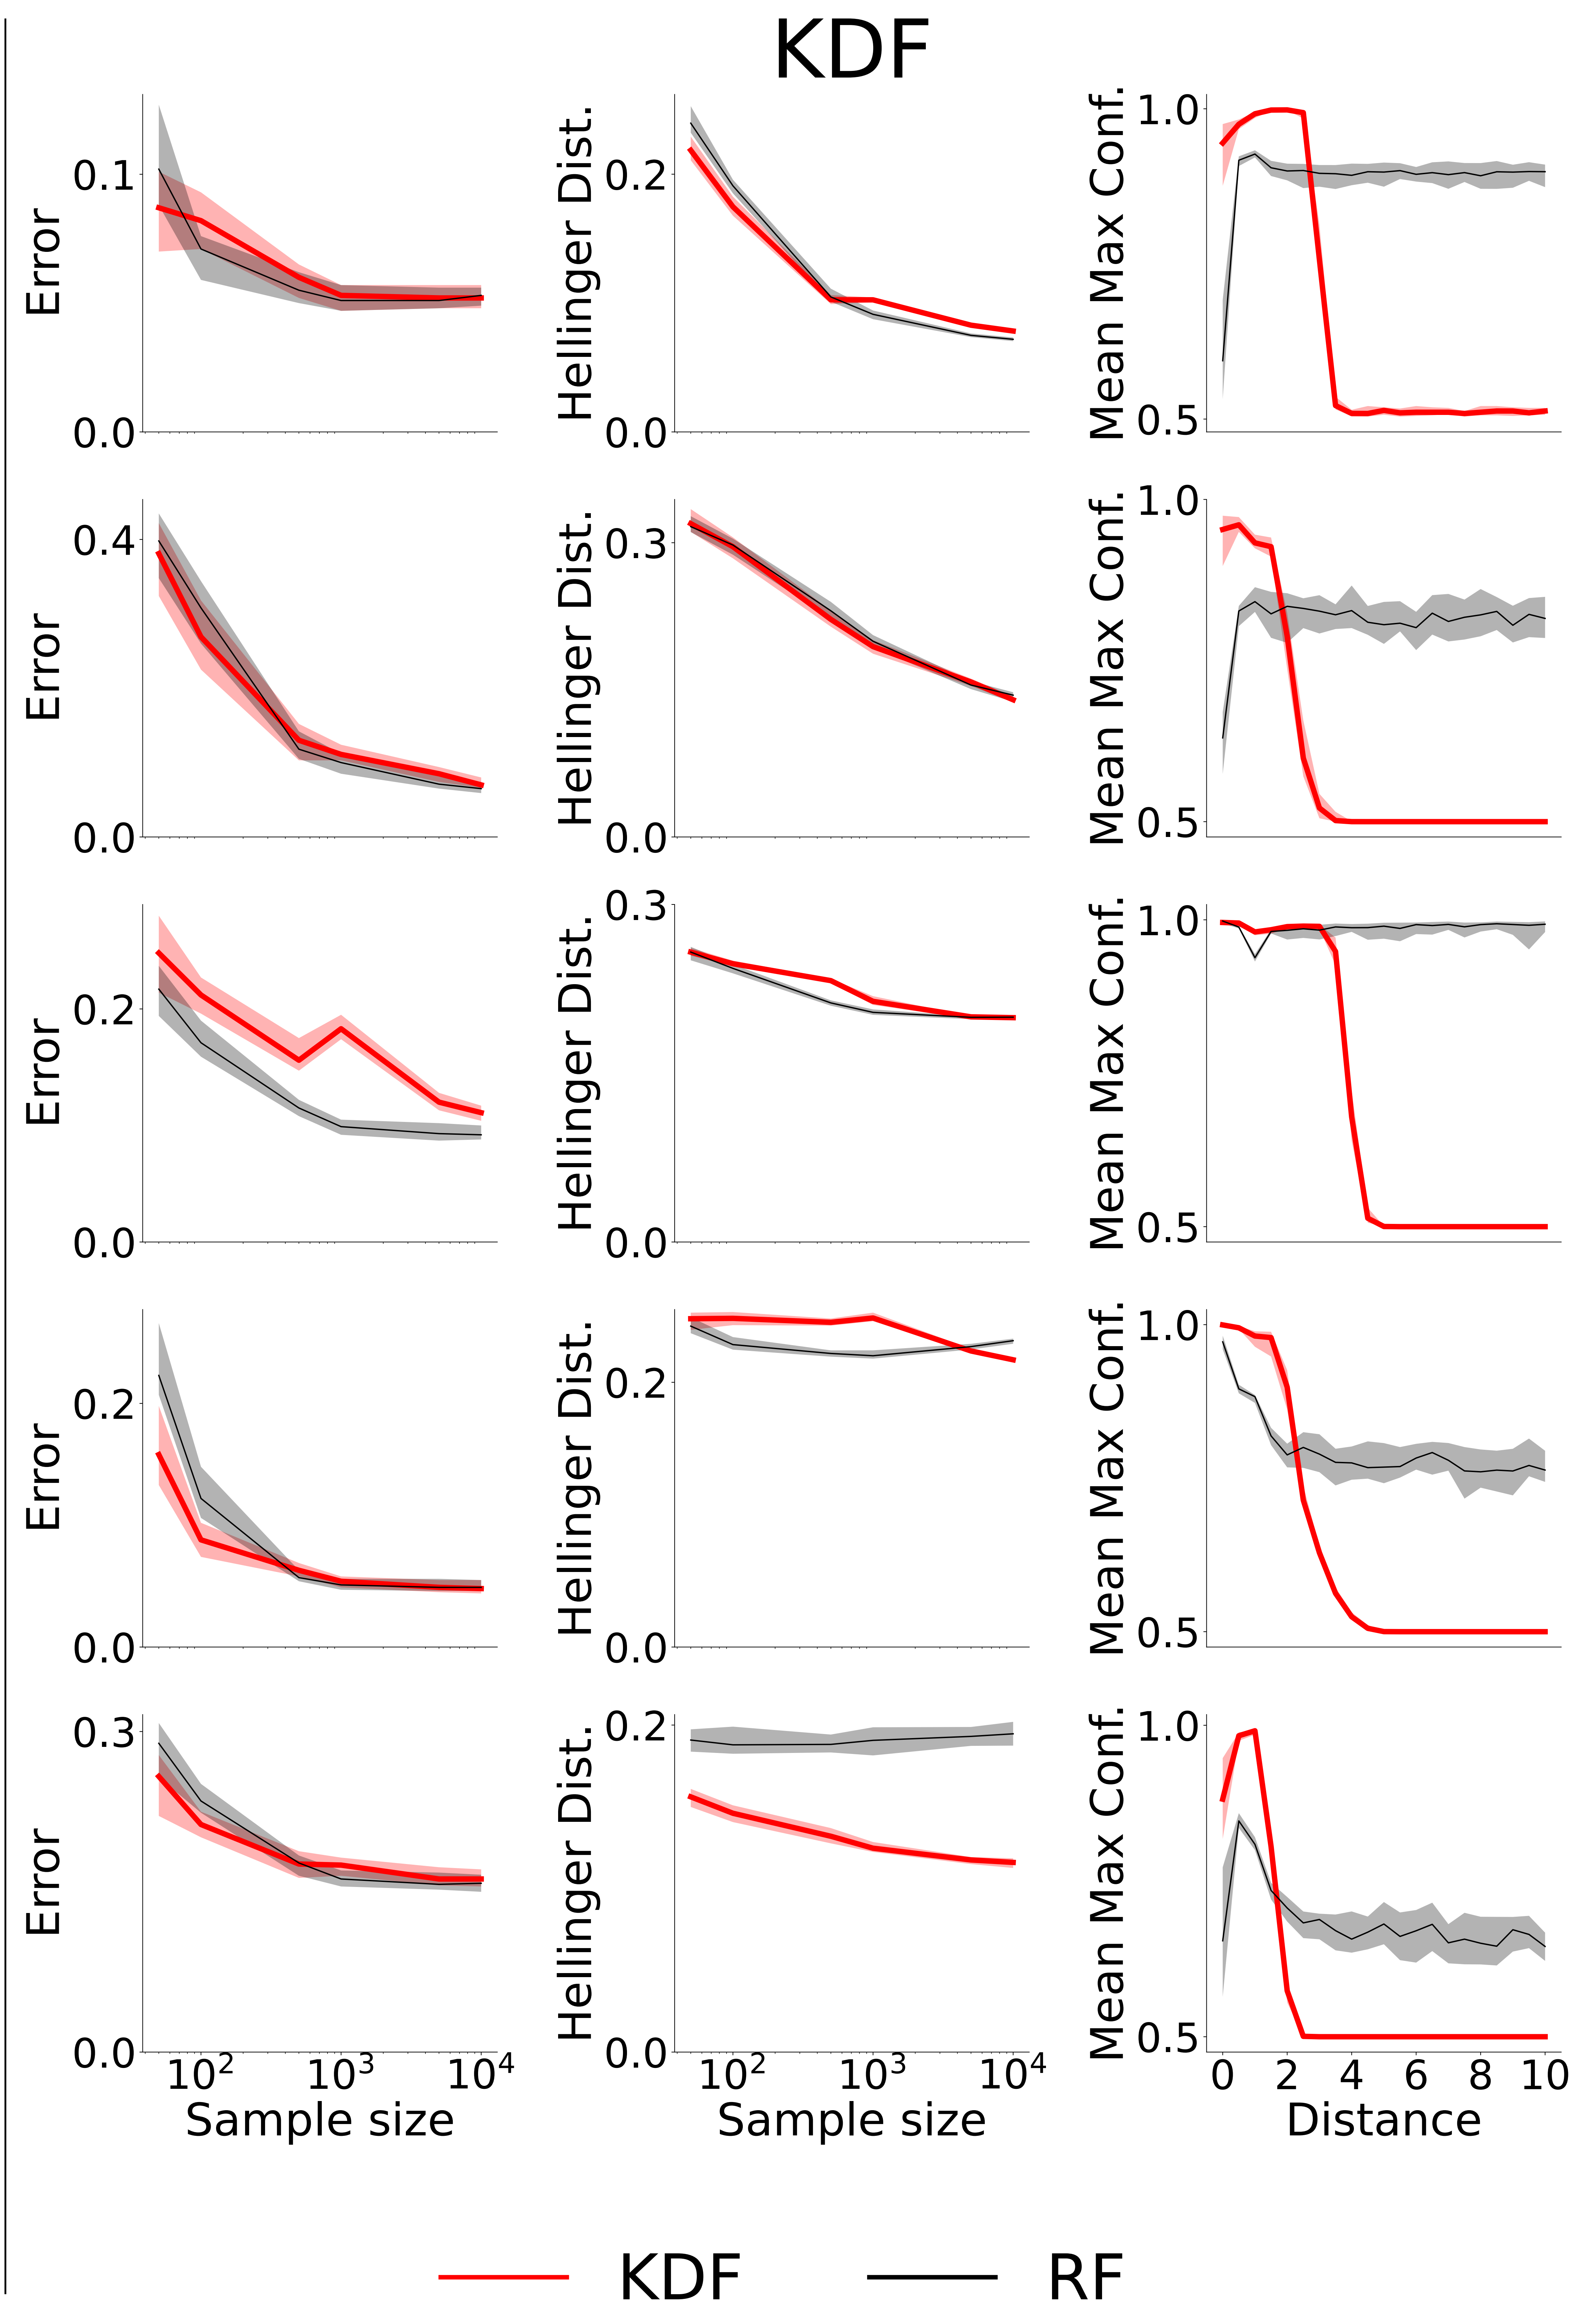 KDF
Error
0.1
0.0
Hellinger Dist.
0.2
0.0
Mean Max Conf.
1.0
0.5
Error
0.4
0.0
Hellinger Dist.
0.3
0.0
Mean Max Conf.
1.0
0.5
Error
0.2
0.0
Hellinger Dist.
0.3
0.0
Mean Max Conf.
1.0
0.5
Error
0.2
0.0
Hellinger Dist.
0.2
0.0
Mean Max Conf.
1.0
0.5
Error
0.3
0.0
10² 10³ 10⁴
Sample size
Hellinger Dist.
0.2
0.0
10² 10³ 10⁴
Sample size
Mean Max Conf.
1.0
0.5
0 2 4 6 8 10
Distance
KDF RF